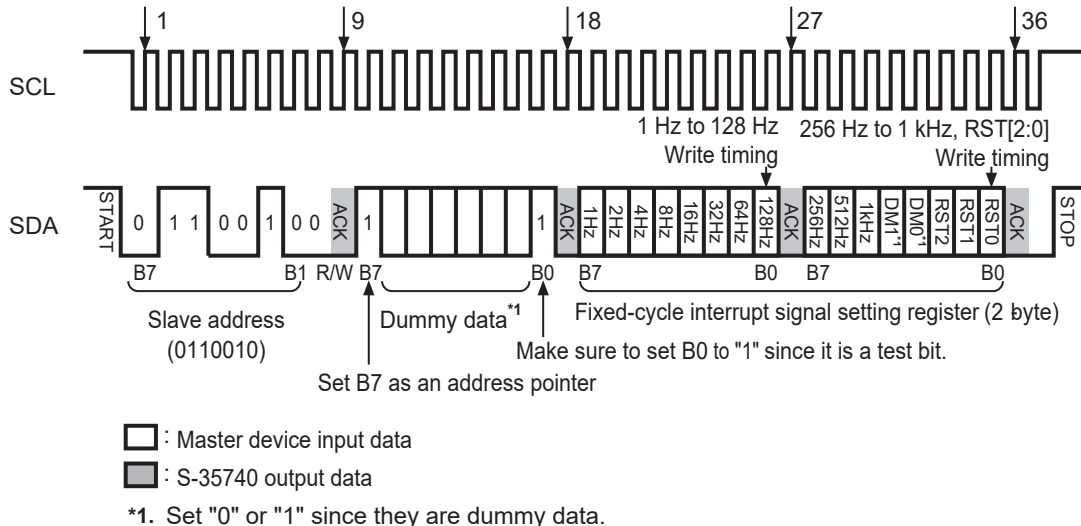 1 9 18 27 36
SCL
1 Hz to 128 Hz 256 Hz to 1 kHz, RST[2:0]
Write timing Write timing
SDA START 0 1 1 0 0 1 0 0 ACK 1 1 ACK 1Hz 2Hz 4Hz 8Hz 16Hz 32Hz 64Hz 128Hz ACK 256Hz 512Hz 1kHz DM1*1 DM0*1 RST2 RST1 RST0 ACK STOP
B7 B1 R/W B7 B0 B7 B0 B7 B0
Slave address Dummy data*1 Fixed-cycle interrupt signal setting register (2 byte)
(0110010) Make sure to set B0 to "1" since it is a test bit.
Set B7 as an address pointer
: Master device input data
: S-35740 output data
*1. Set "0" or "1" since they are dummy data.